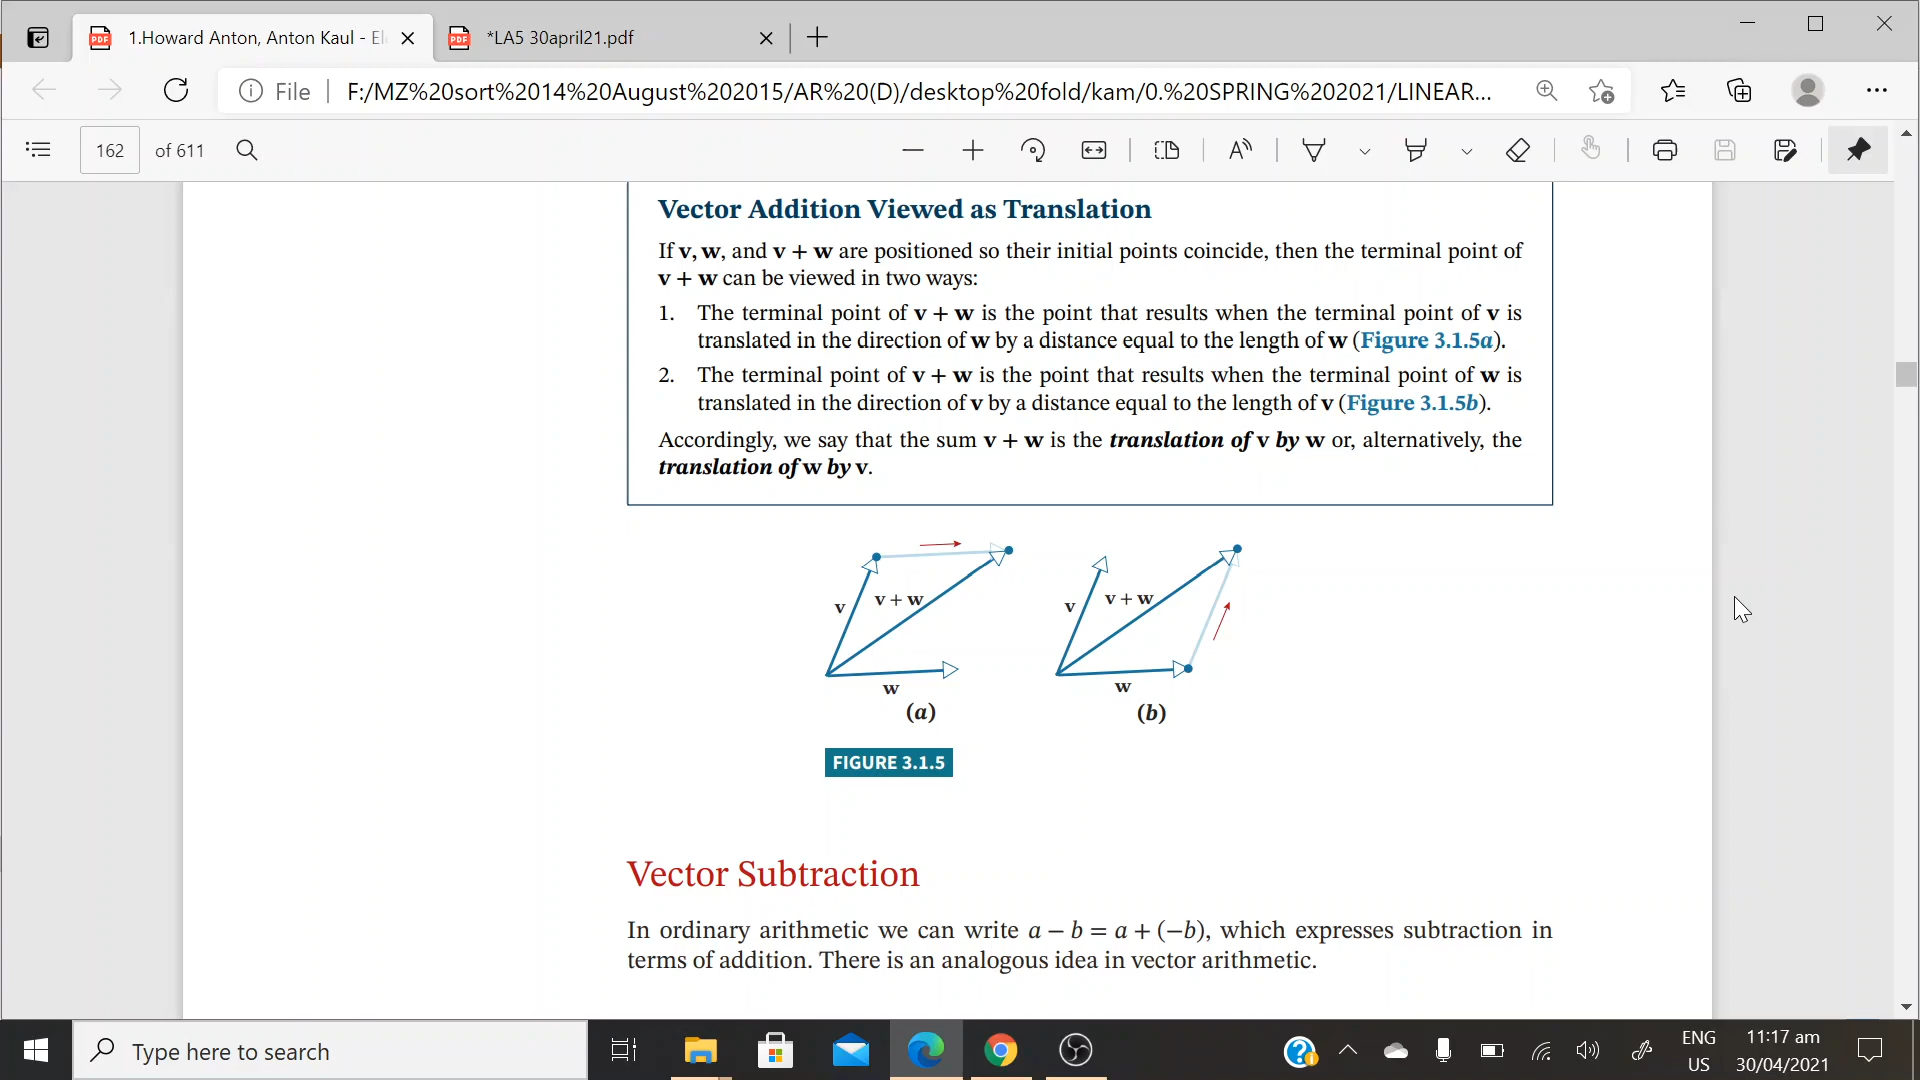 1.Howard Anton, Anton Kaul - El
*LA5 30april21.pdf
File
F:/MZ%20sort%2014%20August%202015/AR%20(D)/desktop%20fold/kam/0.%20SPRING%202021/LINEAR...
162 of 611
Vector Addition Viewed as Translation
If v, w, and v + w are positioned so their initial points coincide, then the terminal point of
v + w can be viewed in two ways:
1. The terminal point of v + w is the point that results when the terminal point of v is
translated in the direction of w by a distance equal to the length of w (Figure 3.1.5a).
2. The terminal point of v + w is the point that results when the terminal point of w is
translated in the direction of v by a distance equal to the length of v (Figure 3.1.5b).
Accordingly, we say that the sum v + w is the translation of v by w or, alternatively, the
translation of w by v.
v
v + w
w
(a)
v
v + w
w
(b)
FIGURE 3.1.5
Vector Subtraction
In ordinary arithmetic we can write a − b = a + (−b), which expresses subtraction in
terms of addition. There is an analogous idea in vector arithmetic.
Type here to search
ENG
US
11:17 am
30/04/2021